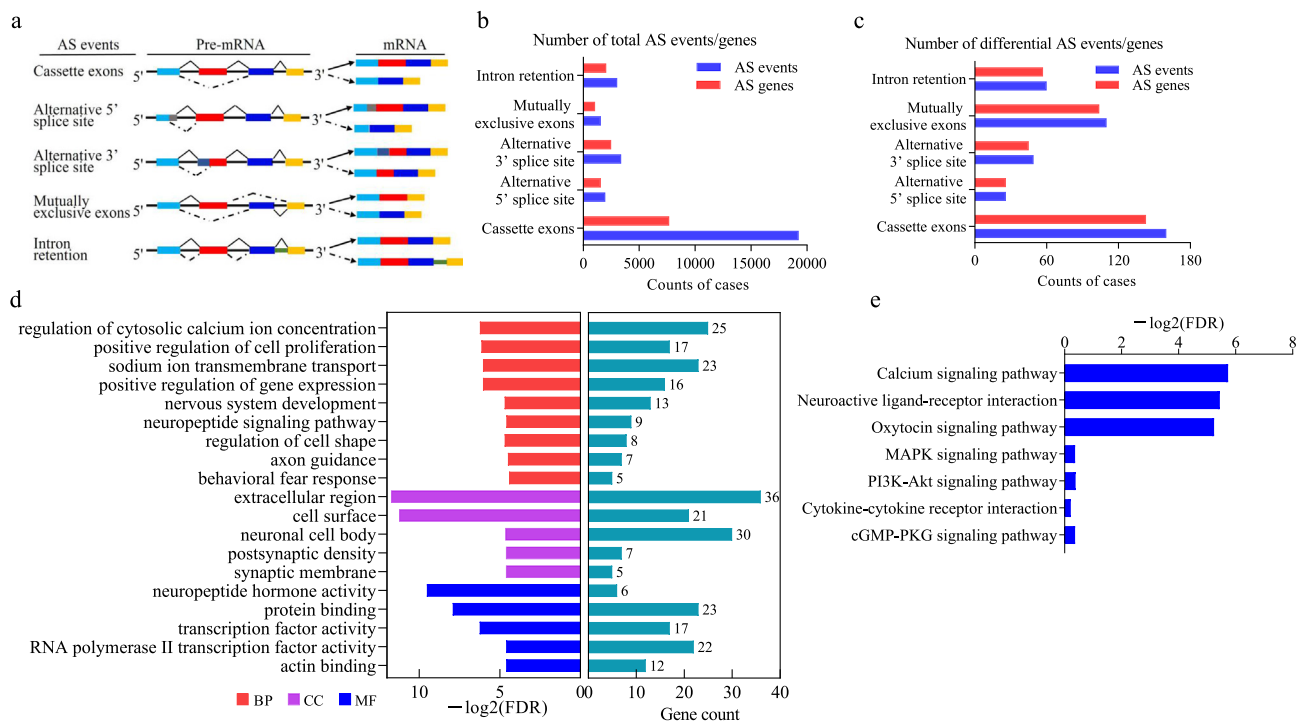 a
AS events Pre-mRNA mRNA
Cassette exons 5' 3'
Alternative 5’
splice site 5' 3'
Alternative 3’
splice site 5' 3'
Mutually
exclusive exons 5' 3'
Intron
retention 5' 3'
b
Number of total AS events/genes
AS events
AS genes
Intron retention
Mutually
exclusive exons
Alternative
3’ splice site
Alternative
5’ splice site
Cassette exons
0 5000 10000 15000 20000
Counts of cases
c
Number of differential AS events/genes
AS events
AS genes
Intron retention
Mutually
exclusive exons
Alternative
3’ splice site
Alternative
5’ splice site
Cassette exons
0 60 120 180
Counts of cases
d
regulation of cytosolic calcium ion concentration 25
positive regulation of cell proliferation 17
sodium ion transmembrane transport 23
positive regulation of gene expression 16
nervous system development 13
neuropeptide signaling pathway 9
regulation of cell shape 8
axon guidance 7
behavioral fear response 5
extracellular region 36
cell surface 21
neuronal cell body 30
postsynaptic density 7
synaptic membrane 5
neuropeptide hormone activity 6
protein binding 23
transcription factor activity 17
RNA polymerase II transcription factor activity 22
actin binding 12
10 5 0 0 10 20 30 40
BP CC MF −log2(FDR) Gene count
e
−log2(FDR)
0 2 4 6 8
Calcium signaling pathway
Neuroactive ligand-receptor interaction
Oxytocin signaling pathway
MAPK signaling pathway
PI3K-Akt signaling pathway
Cytokine-cytokine receptor interaction
cGMP-PKG signaling pathway